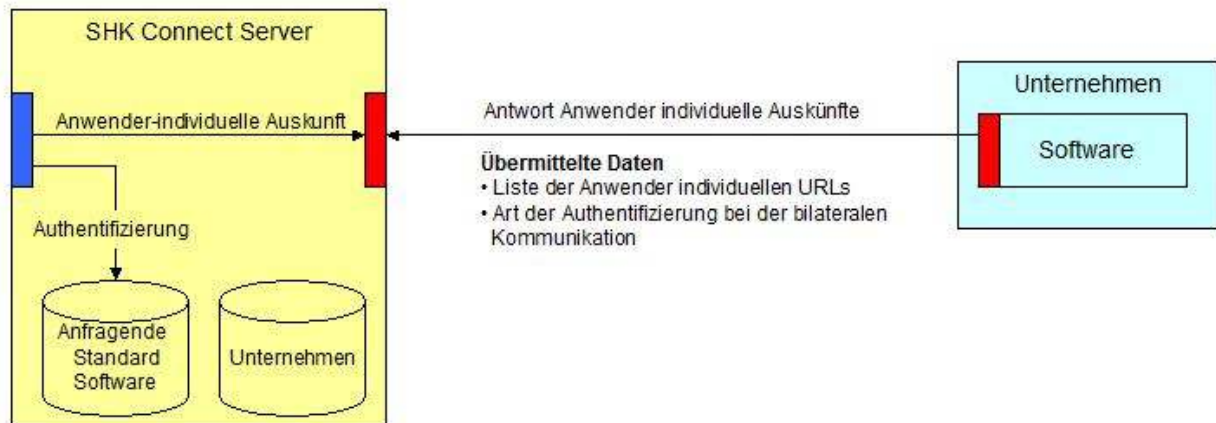 SHK Connect Server
Anwender-individuelle Auskunft
Authentifizierung
Anfragende
Standard
Software
Unternehmen
Antwort Anwender individuelle Auskünfte
Übermittelte Daten
• Liste der Anwender individuellen URLs
• Art der Authentifizierung bei der bilateralen
Kommunikation
Unternehmen
Software